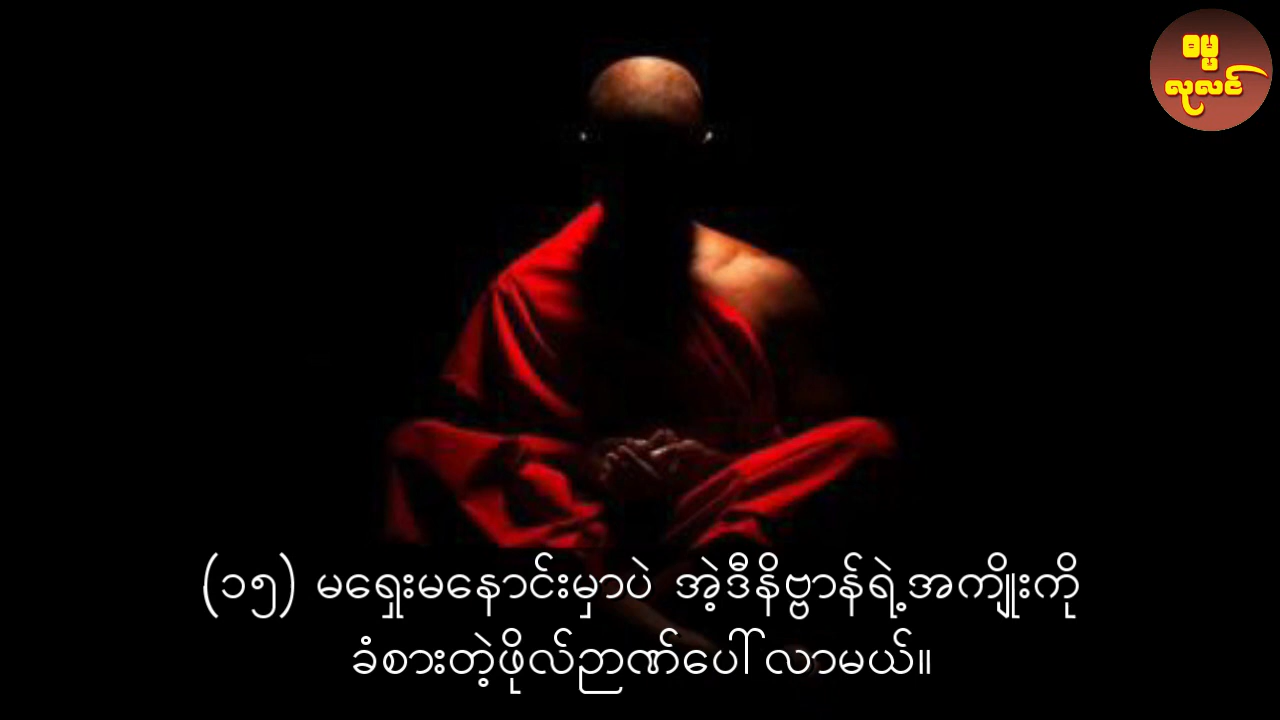 ဓမ္မ
လုလင်
(၁၅) မရှေးမနှောင်းမှာပဲ အဲ့ဒီနိဗ္ဗာန်ရဲ့အကျိုးကို
ခံစားတဲ့ဖိုလ်ဉာဏ်ပေါ်လာမယ်။